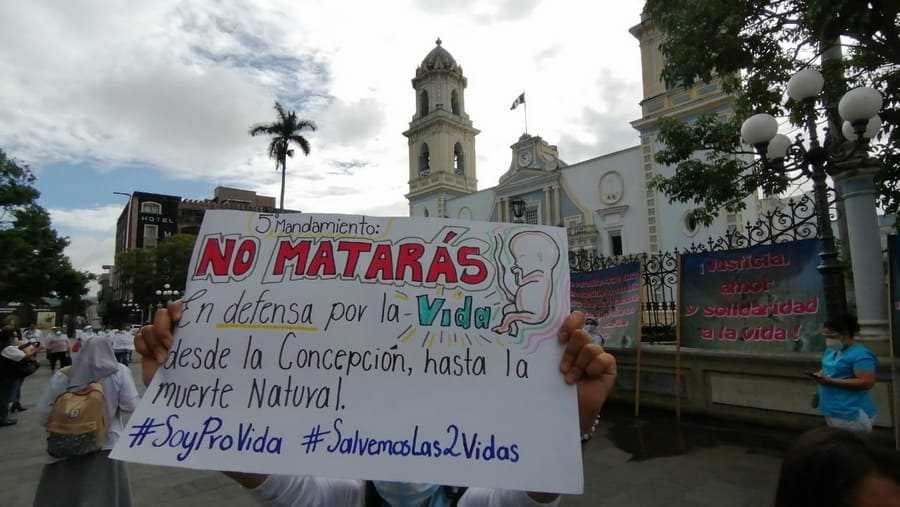 HOTEL
5° Mandamiento:
NO MATARÁS
En defensa por la Vida
desde la Concepción, hasta la
muerte Natural.
#SoyProVida #SalvemosLas2Vidas
¡Justicia,
amor
y solidaridad
a la vida!